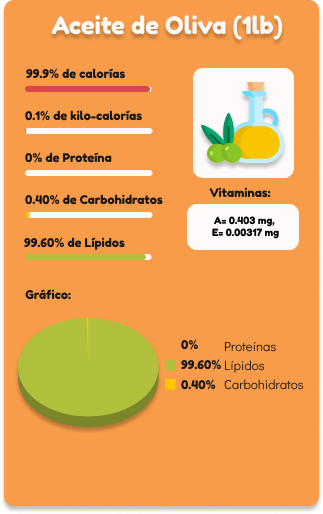 Aceite de Oliva (1lb)
99.9% de calorías
0.1% de kilo-calorías
0% de Proteína
0.40% de Carbohidratos
99.60% de Lípidos
Vitaminas:
A= 0.403 mg,
E= 0.00317 mg
Gráfico:
0% Proteínas
99.60% Lípidos
0.40% Carbohidratos